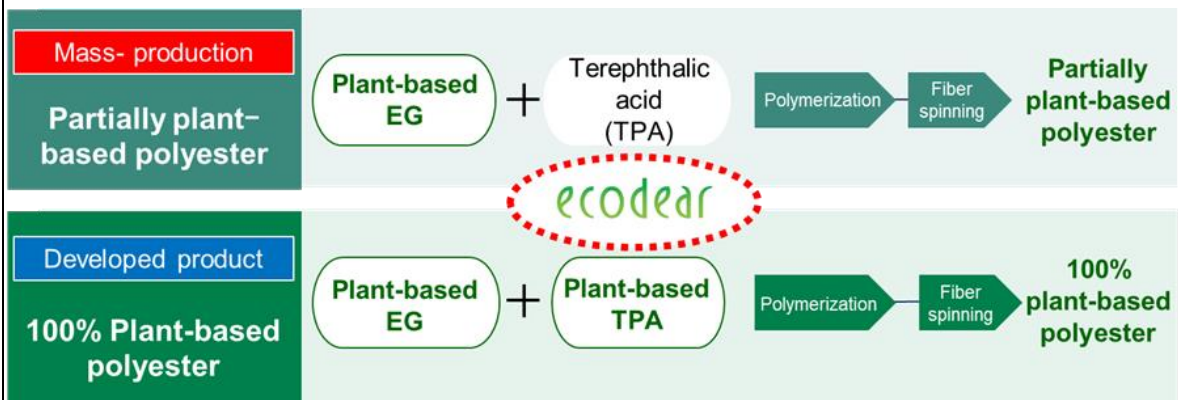 Mass- production
Partially plant-
based polyester
Plant-based
EG
+
Terephthalic
acid
(TPA)
Polymerization
Fiber
spinning
Partially
plant-based
polyester
ecodear
Developed product
100% Plant-based
polyester
Plant-based
EG
+
Plant-based
TPA
Polymerization
Fiber
spinning
100%
plant-based
polyester